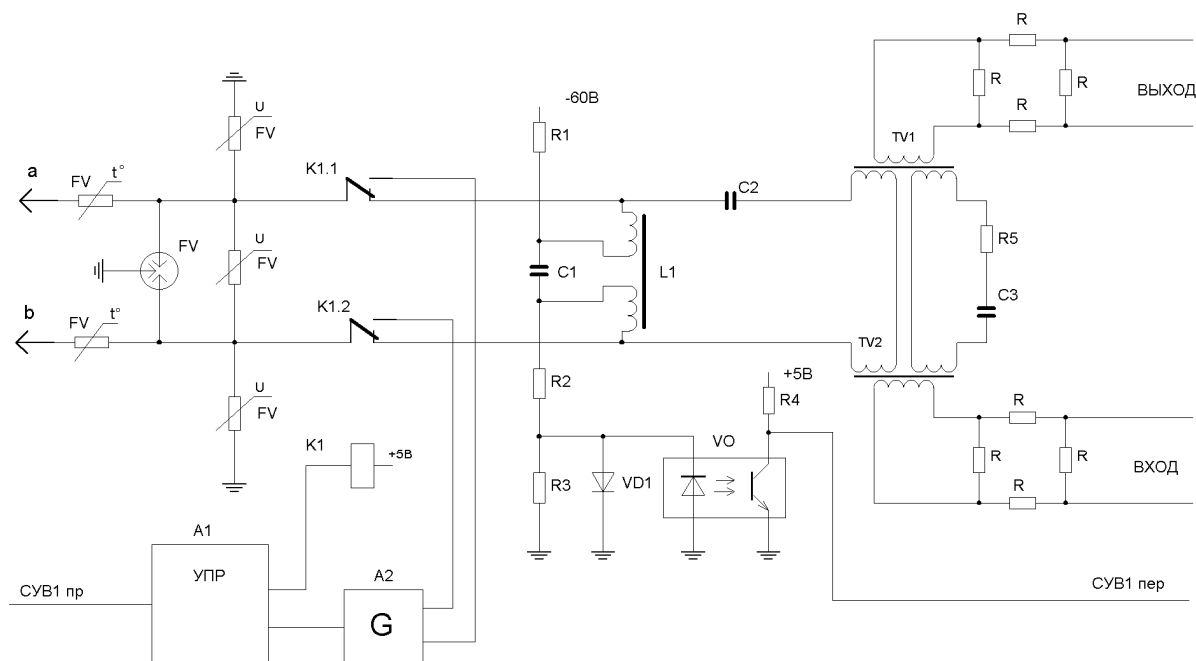 R
R
R
ВЫХОД
R
-60В
U
FV
R1
TV1
K1.1
a
FV
t°
C2
U
FV
FV
R5
C1
L1
C3
b
K1.2
FV
t°
TV2
U
FV
R2
+5В
R4
R
K1
+5В
VO
R
R
ВХОД
R3
VD1
R
A1
УПР
A2
СУВ1 пр
G
СУВ1 пер